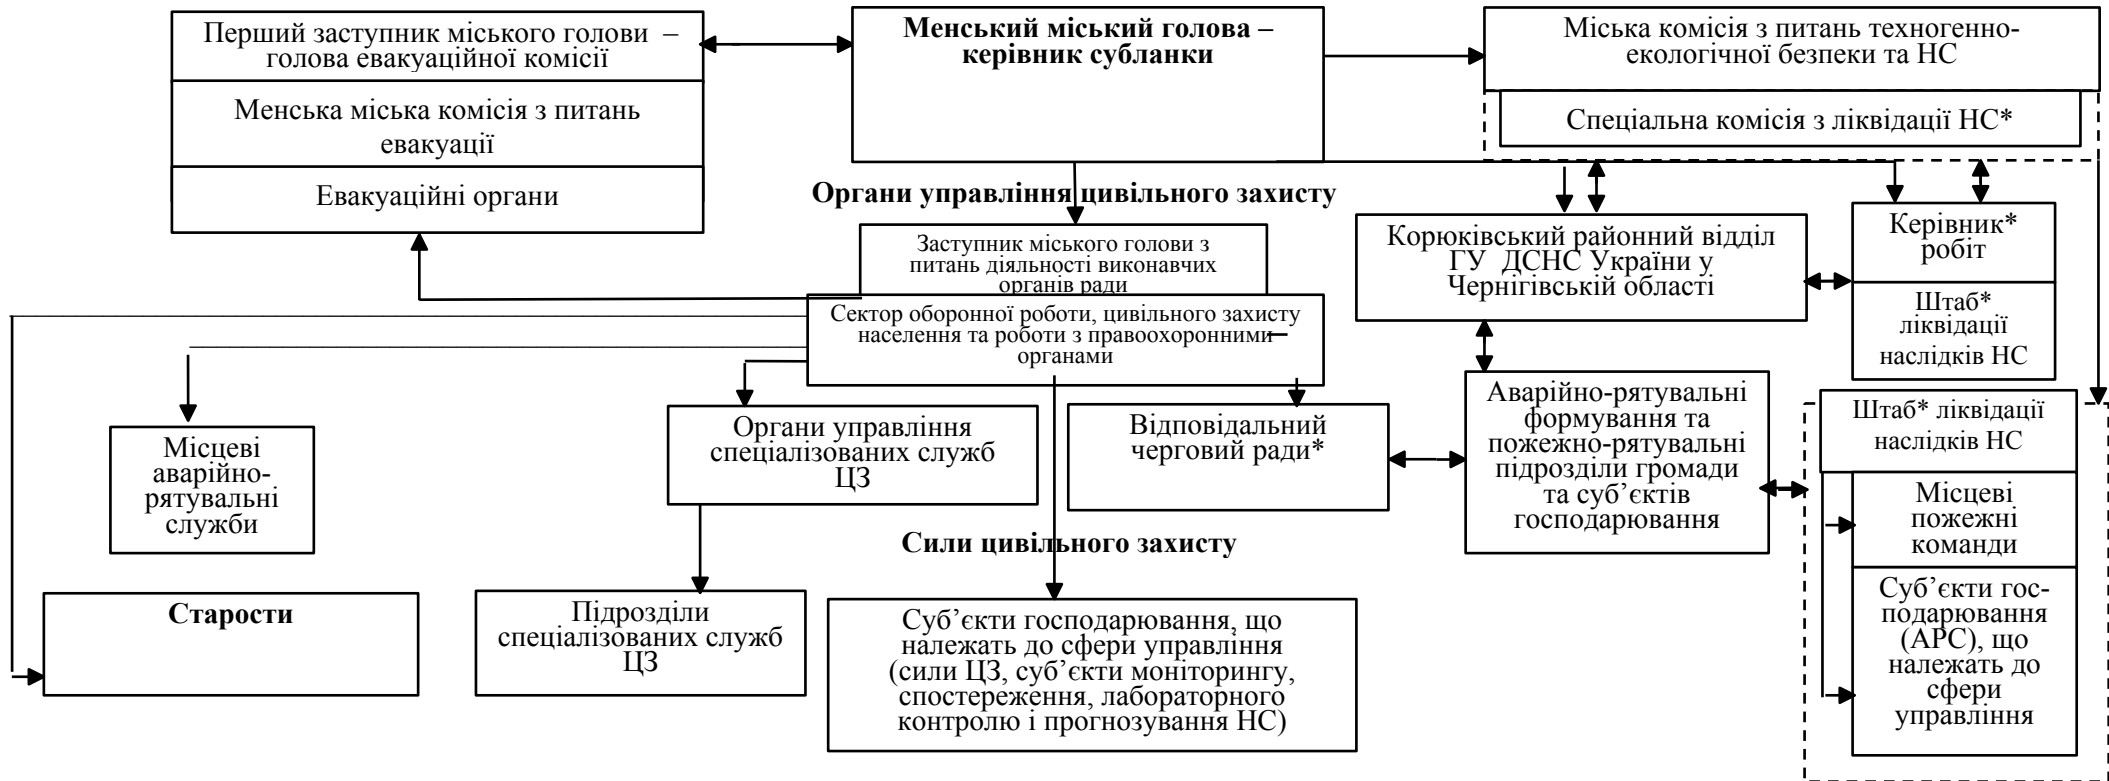 Перший заступник міського голови –
голова евакуаційної комісії
Менська міська комісія з питань
евакуації
Евакуаційні органи
Менський міський голова –
керівник субланки
Міська комісія з питань техногенно-
екологічної безпеки та НС
Спеціальна комісія з ліквідації НС*
Органи управління цивільного захисту
Заступник міського голови з
питань діяльності виконавчих
органів ради
Сектор оборонної роботи, цивільного захисту
населення та роботи з правоохоронними
органами
Корюківський районний відділ
ГУ ДСНС України у
Чернігівській області
Керівник*
робіт
Штаб*
ліквідації
наслідків НС
Місцеві
аварійно-
рятувальні
служби
Органи управління
спеціалізованих служб
ЦЗ
Відповідальний
черговий ради*
Аварійно-рятувальні
формування та
пожежно-рятувальні
підрозділи громади
та суб’єктів
господарювання
Штаб* ліквідації
наслідків НС
Місцеві
пожежні
команди
Суб’єкти гос-
подарювання
(АРС), що
належать до
сфери
управління
Сили цивільного захисту
Старости
Підрозділи
спеціалізованих служб
ЦЗ
Суб’єкти господарювання, що
належать до сфери управління
(сили ЦЗ, суб’єкти моніторингу,
спостереження, лабораторного
контролю і прогнозування НС)